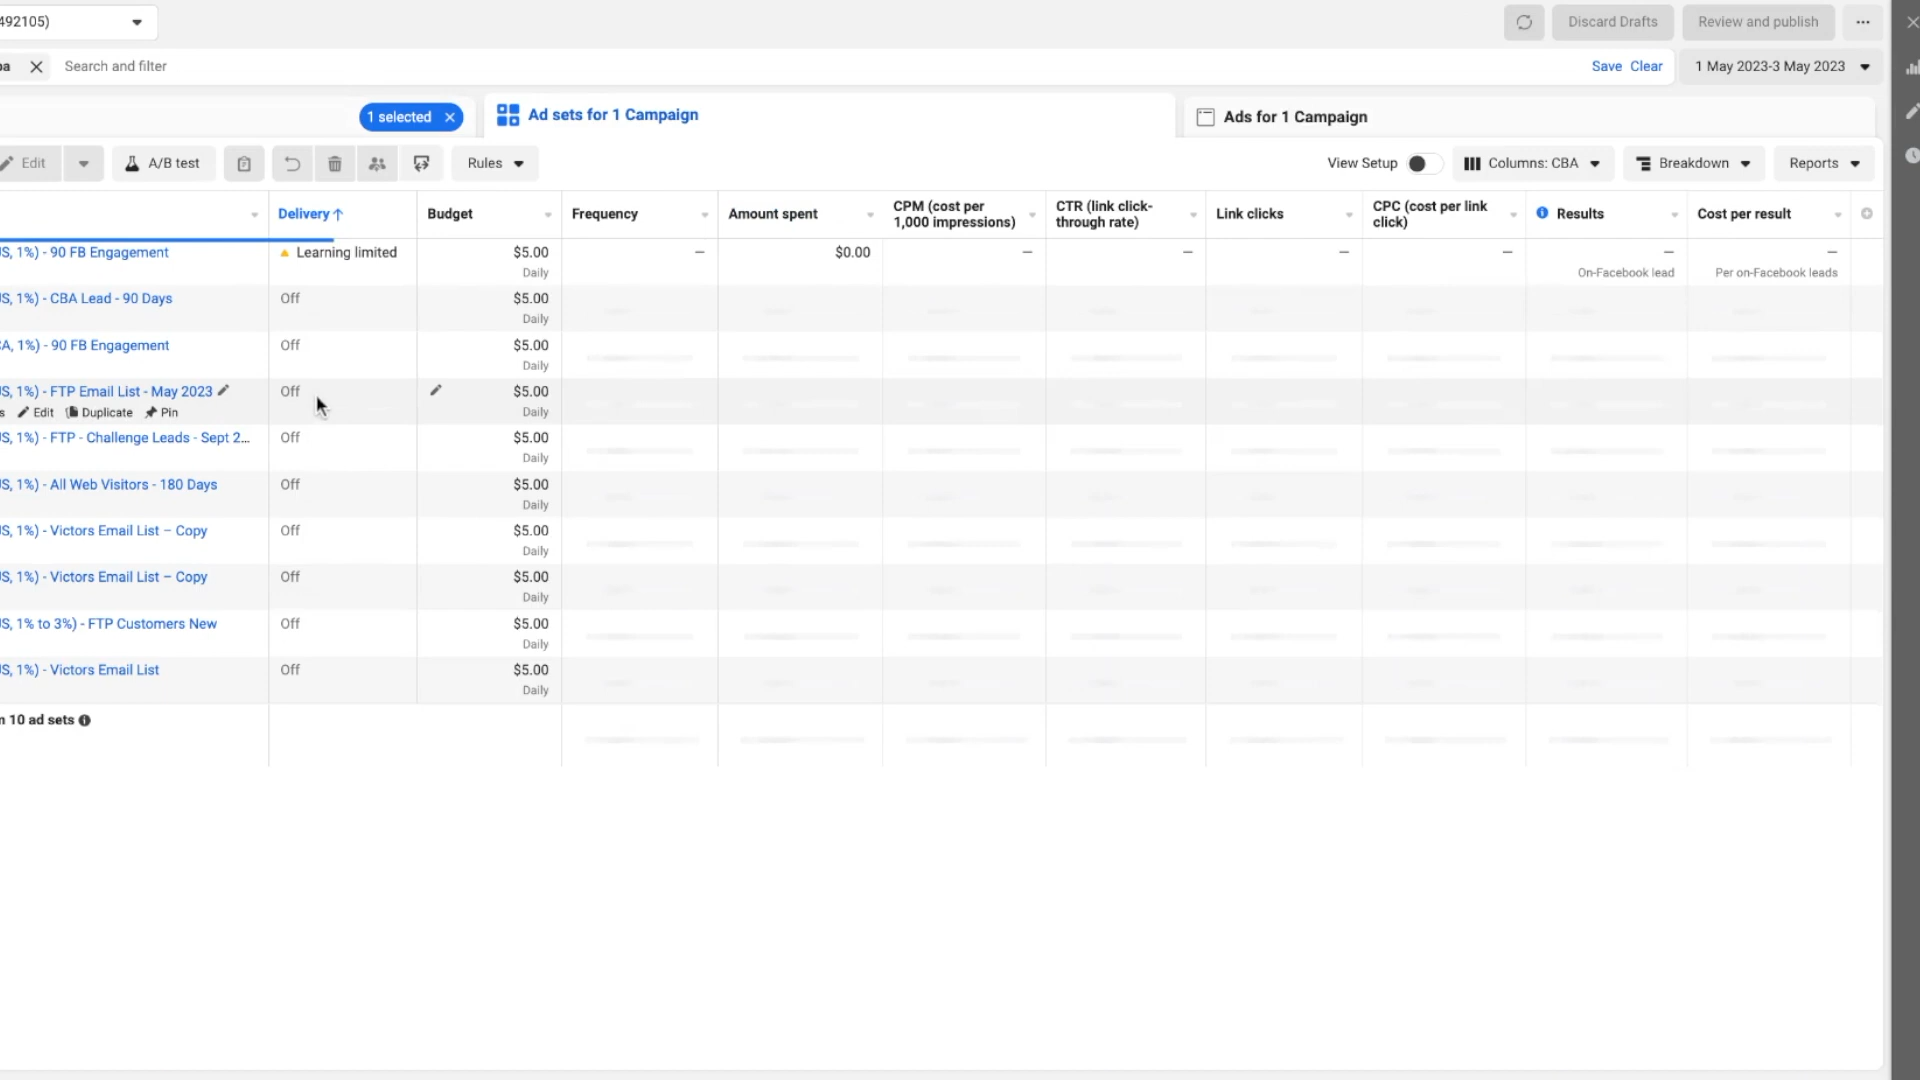 492105)
Discard Drafts
Review and publish
Search and filter
Save Clear
1 May 2023-3 May 2023
1 selected
Ad sets for 1 Campaign
Ads for 1 Campaign
Edit
A/B test
Rules
View Setup
Columns: CBA
Breakdown
Reports
Delivery ↑
Budget
Frequency
Amount spent
CPM (cost per
1,000 impressions)
CTR (link click-
through rate)
Link clicks
CPC (cost per link
click)
Results
Cost per result
S, 1%) - 90 FB Engagement
Learning limited
$5.00
—
$0.00
—
—
—
—
—
—
Daily
On-Facebook lead
Per on-Facebook leads
S, 1%) - CBA Lead - 90 Days
Off
$5.00
Daily
A, 1%) - 90 FB Engagement
Off
$5.00
Daily
S, 1%) - FTP Email List - May 2023
Off
$5.00
s
Edit
Duplicate
Pin
Daily
S, 1%) - FTP - Challenge Leads - Sept 2...
Off
$5.00
Daily
S, 1%) - All Web Visitors - 180 Days
Off
$5.00
Daily
S, 1%) - Victors Email List – Copy
Off
$5.00
Daily
S, 1%) - Victors Email List – Copy
Off
$5.00
Daily
S, 1% to 3%) - FTP Customers New
Off
$5.00
Daily
S, 1%) - Victors Email List
Off
$5.00
Daily
10 ad sets